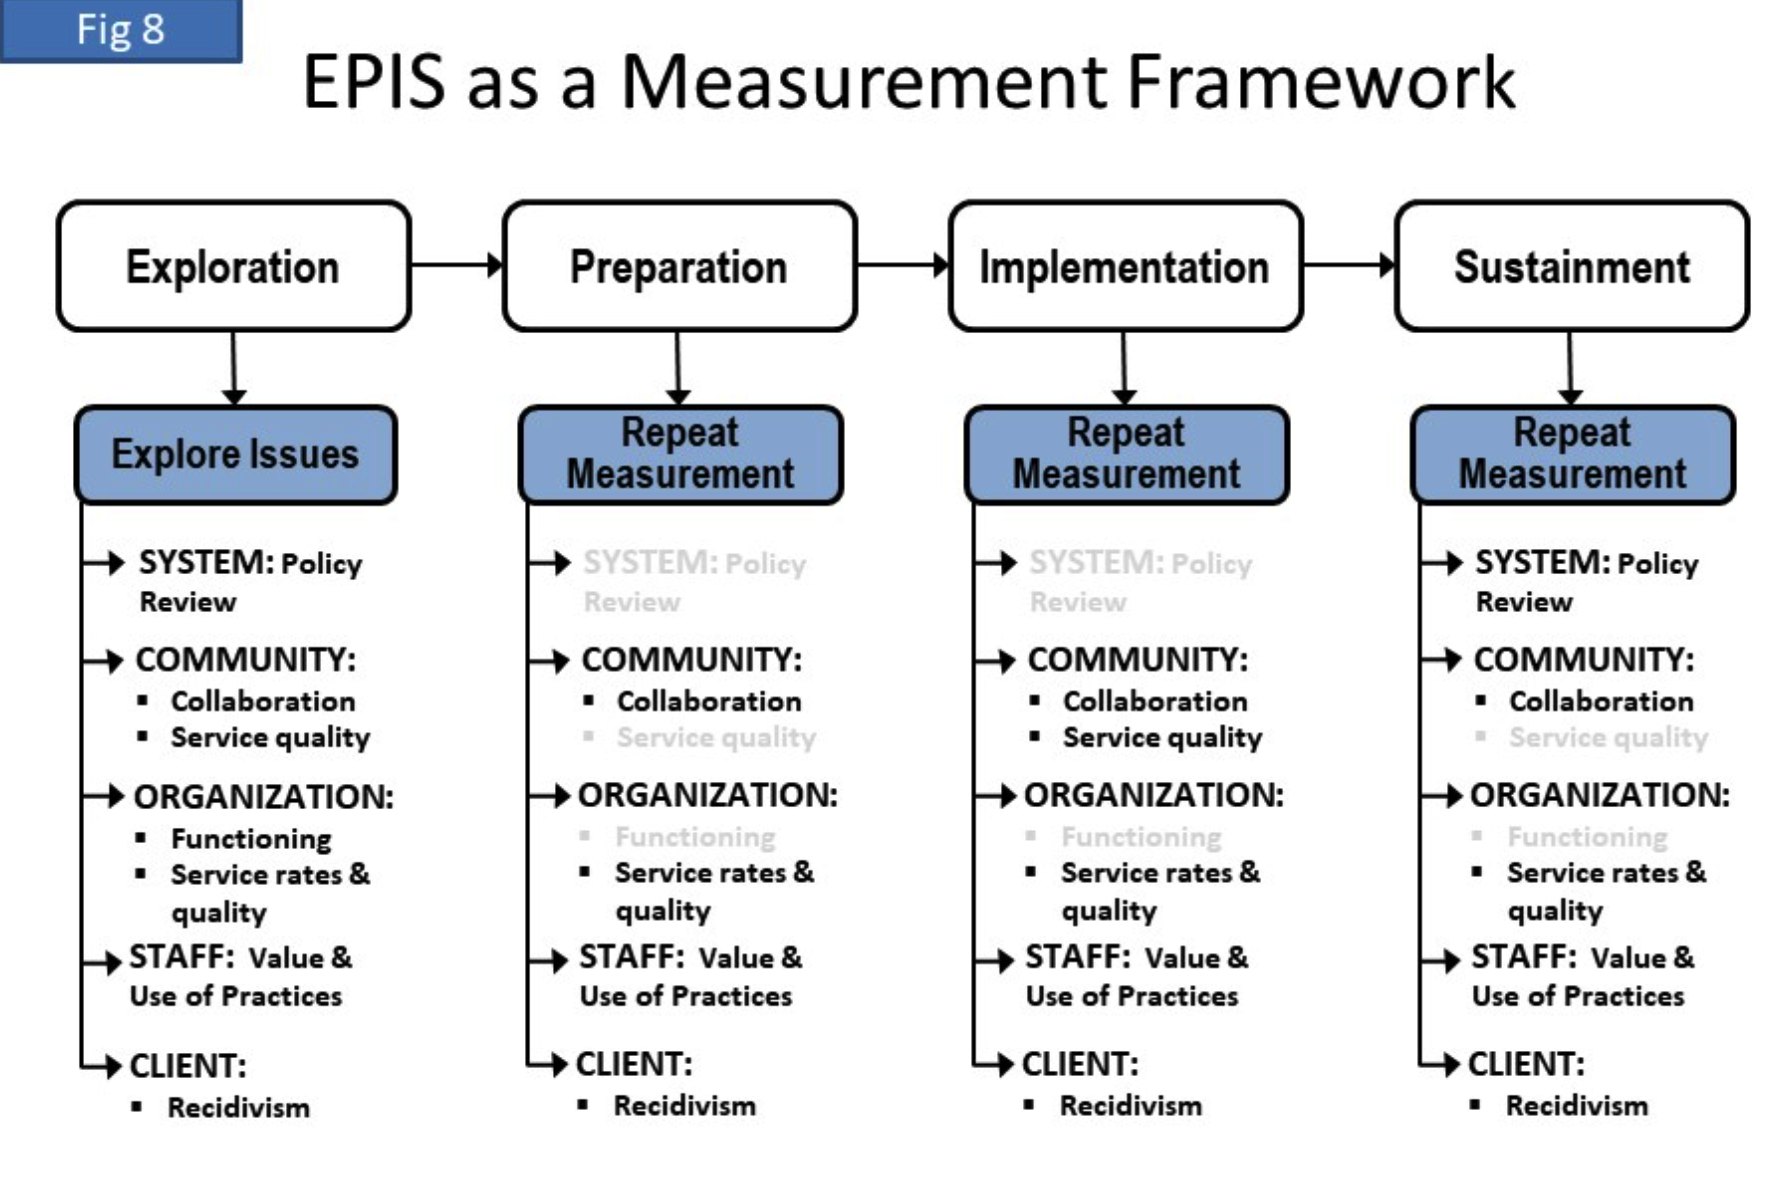 Fig 8
EPIS as a Measurement Framework
Exploration
Preparation
Implementation
Sustainment
Explore Issues
SYSTEM: Policy
Review
COMMUNITY:
▪ Collaboration
▪ Service quality
ORGANIZATION:
▪ Functioning
▪ Service rates &
quality
STAFF: Value &
Use of Practices
CLIENT:
▪ Recidivism
Repeat
Measurement
SYSTEM: Policy
Review
COMMUNITY:
▪ Collaboration
▪ Service quality
ORGANIZATION:
▪ Functioning
▪ Service rates &
quality
STAFF: Value &
Use of Practices
CLIENT:
▪ Recidivism
Repeat
Measurement
SYSTEM: Policy
Review
COMMUNITY:
▪ Collaboration
▪ Service quality
ORGANIZATION:
▪ Functioning
▪ Service rates &
quality
STAFF: Value &
Use of Practices
CLIENT:
▪ Recidivism
Repeat
Measurement
SYSTEM: Policy
Review
COMMUNITY:
▪ Collaboration
▪ Service quality
ORGANIZATION:
▪ Functioning
▪ Service rates &
quality
STAFF: Value &
Use of Practices
CLIENT:
▪ Recidivism